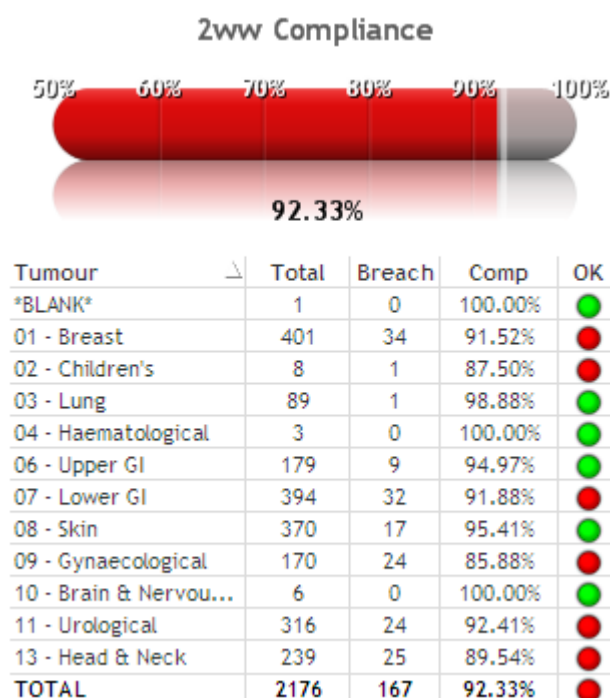 2ww Compliance
50% 60% 70% 80% 90% 100%
92.33%
Tumour Total Breach Comp OK
*BLANK* 1 0 100.00%
01 - Breast 401 34 91.52%
02 - Children's 8 1 87.50%
03 - Lung 89 1 98.88%
04 - Haematological 3 0 100.00%
06 - Upper GI 179 9 94.97%
07 - Lower GI 394 32 91.88%
08 - Skin 370 17 95.41%
09 - Gynaecological 170 24 85.88%
10 - Brain & Nervou... 6 0 100.00%
11 - Urological 316 24 92.41%
13 - Head & Neck 239 25 89.54%
TOTAL 2176 167 92.33%